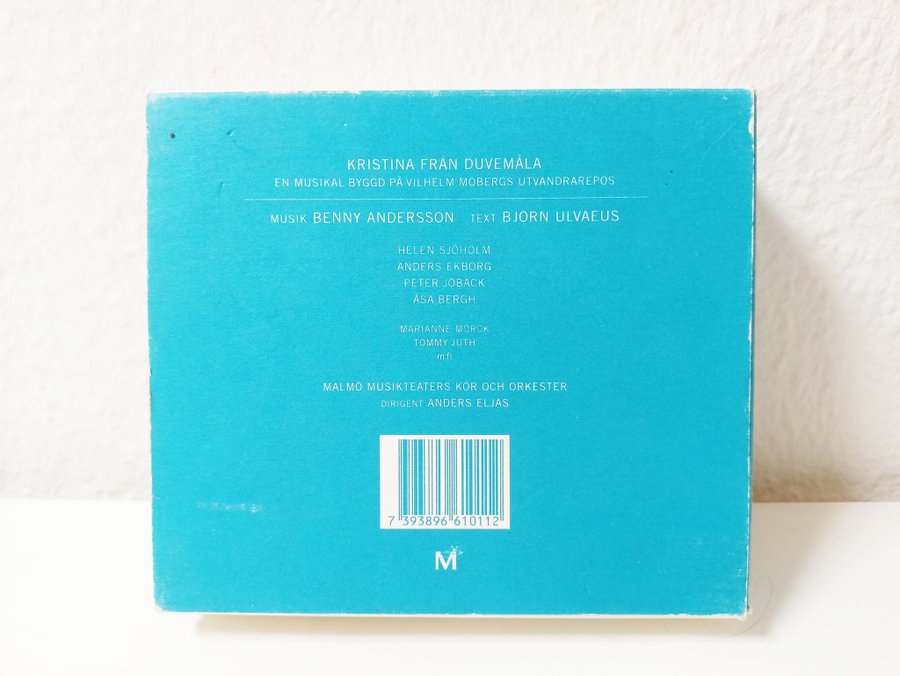 KRISTINA FRÅN DUVEMÅLA
EN MUSIKAL BYGGD PÅ VILHELM MOBERGS UTVANDRAREPOS
MUSIK BENNY ANDERSSON TEXT BJÖRN ULVAEUS
HELEN SJÖHOLM
ANDERS EKBORG
PETER JÖBACK
ÅSA BERGH
MARIANNE MÖRCK
TOMMY JUTH
m fl
MALMÖ MUSIKTEATERS KÖR OCH ORKESTER
DIRIGENT ANDERS ELJAS
7 393896 610112
M